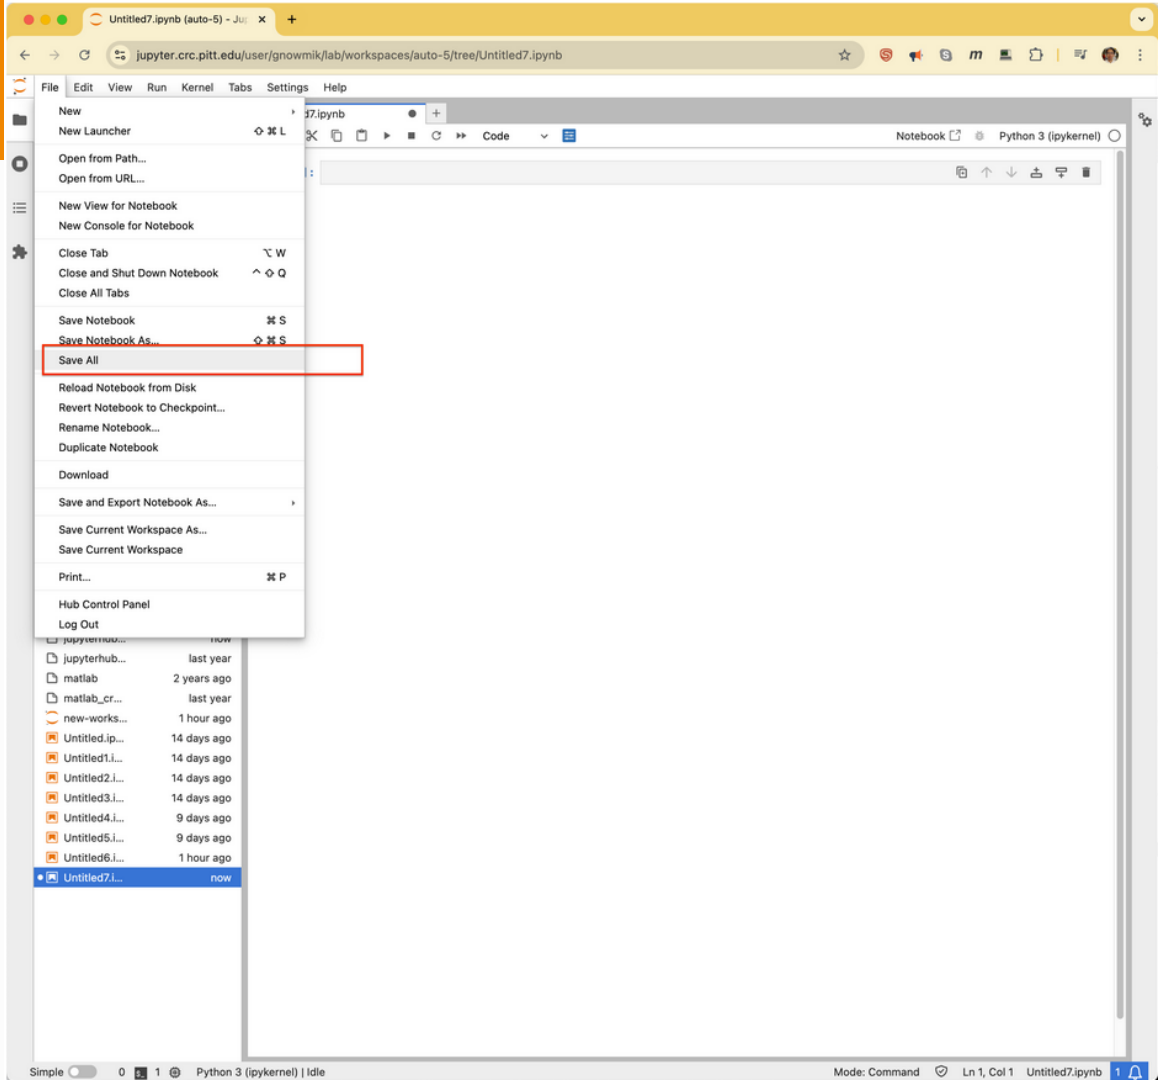 Untitled7.ipynb (auto-5) - Ju
jupyter.crc.pitt.edu/user/gnowmik/lab/workspaces/auto-5/tree/Untitled7.ipynb
File Edit View Run Kernel Tabs Settings Help
New
d7.ipynb
New Launcher ⇧ ⌘ L
Code
Notebook
Python 3 (ipykernel)
Open from Path...
Open from URL...
New View for Notebook
New Console for Notebook
Close Tab ⌥ W
Close and Shut Down Notebook ^ ⇧ Q
Close All Tabs
Save Notebook ⌘ S
Save Notebook As... ⇧ ⌘ S
Save All
Reload Notebook from Disk
Revert Notebook to Checkpoint...
Rename Notebook...
Duplicate Notebook
Download
Save and Export Notebook As...
Save Current Workspace As...
Save Current Workspace
Print... ⌘ P
Hub Control Panel
Log Out
jupyterhub... now
jupyterhub... last year
matlab 2 years ago
matlab_cr... last year
new-works... 1 hour ago
Untitled.ip... 14 days ago
Untitled1.i... 14 days ago
Untitled2.i... 14 days ago
Untitled3.i... 14 days ago
Untitled4.i... 9 days ago
Untitled5.i... 9 days ago
Untitled6.i... 1 hour ago
Untitled7.i... now
Simple 0 1 Python 3 (ipykernel) | Idle Mode: Command Ln 1, Col 1 Untitled7.ipynb 1